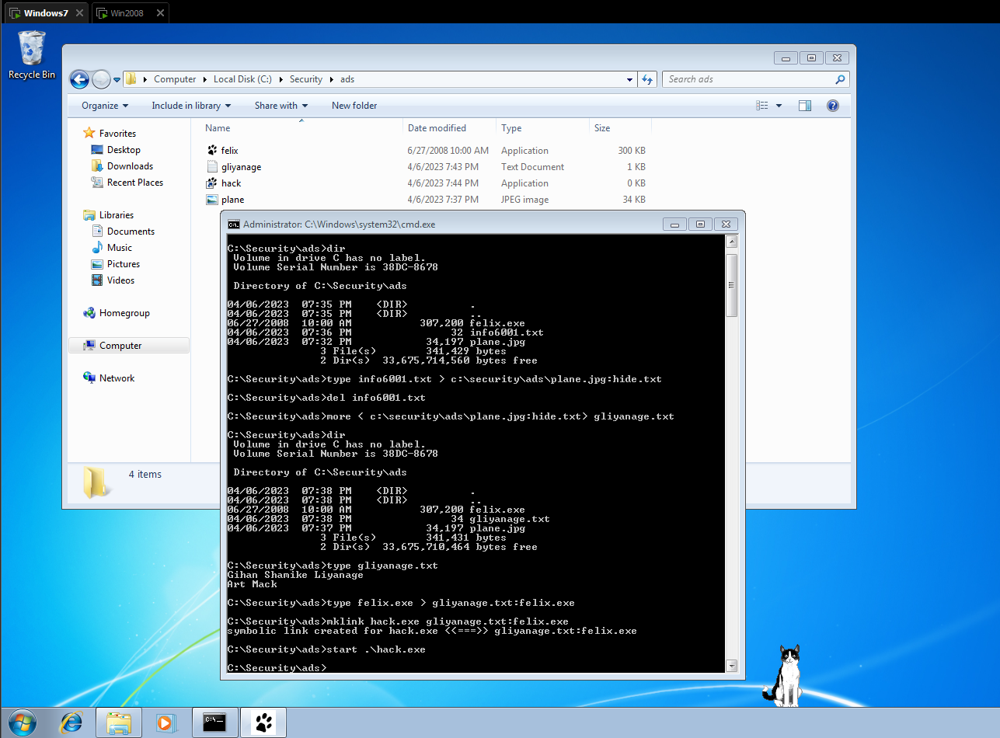 Windows7
Win2008
Recycle Bin
Computer Local Disk (C:) Security ads
Search ads
Organize Include in library Share with New folder
Name Date modified Type Size
Favorites
Desktop
Downloads
Recent Places
Libraries
Documents
Music
Pictures
Videos
Homegroup
Computer
Network
felix 6/27/2008 10:00 AM Application 300 KB
gliyanage 4/6/2023 7:43 PM Text Document 1 KB
hack 4/6/2023 7:44 PM Application 0 KB
plane 4/6/2023 7:37 PM JPEG image 34 KB
4 items
Administrator: C:\Windows\system32\cmd.exe
C:\Security\ads>dir
Volume in drive C has no label.
Volume Serial Number is 38DC-8678
Directory of C:\Security\ads
04/06/2023 07:35 PM <DIR> .
04/06/2023 07:35 PM <DIR> ..
06/27/2008 10:00 AM 307,200 felix.exe
04/06/2023 07:36 PM 32 info6001.txt
04/06/2023 07:32 PM 34,197 plane.jpg
3 File(s) 341,429 bytes
2 Dir(s) 33,675,714,560 bytes free
C:\Security\ads>type info6001.txt > c:\security\ads\plane.jpg:hide.txt
C:\Security\ads>del info6001.txt
C:\Security\ads>more < c:\security\ads\plane.jpg:hide.txt> gliyanage.txt
C:\Security\ads>dir
Volume in drive C has no label.
Volume Serial Number is 38DC-8678
Directory of C:\Security\ads
04/06/2023 07:38 PM <DIR> .
04/06/2023 07:38 PM <DIR> ..
06/27/2008 10:00 AM 307,200 felix.exe
04/06/2023 07:38 PM 34 gliyanage.txt
04/06/2023 07:37 PM 34,197 plane.jpg
3 File(s) 341,431 bytes
2 Dir(s) 33,675,710,464 bytes free
C:\Security\ads>type gliyanage.txt
Gihan Shamike Liyanage
Art Mack
C:\Security\ads>type felix.exe > gliyanage.txt:felix.exe
C:\Security\ads>mklink hack.exe gliyanage.txt:felix.exe
symbolic link created for hack.exe <<===>> gliyanage.txt:felix.exe
C:\Security\ads>start .\hack.exe
C:\Security\ads>